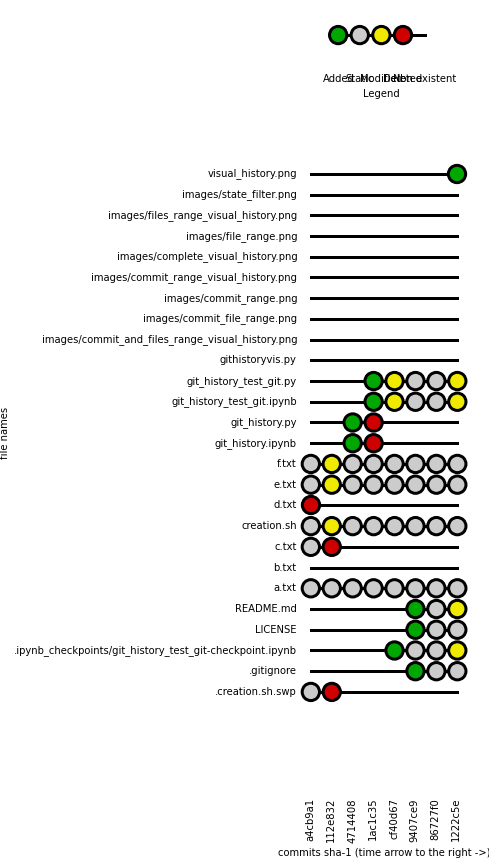 Added Static Modified Deleted Non existent
Legend
visual_history.png
images/state_filter.png
images/files_range_visual_history.png
images/file_range.png
images/complete_visual_history.png
images/commit_range_visual_history.png
images/commit_range.png
images/commit_file_range.png
images/commit_and_files_range_visual_history.png
githistoryvis.py
git_history_test_git.py
git_history_test_git.ipynb
git_history.py
git_history.ipynb
f.txt
e.txt
d.txt
creation.sh
c.txt
b.txt
a.txt
README.md
LICENSE
.ipynb_checkpoints/git_history_test_git-checkpoint.ipynb
.gitignore
.creation.sh.swp
file names
a4cb9a1
112e832
4714408
1ac1c35
cf40d67
9407ce9
86727f0
1222c5e
commits sha-1 (time arrow to the right ->)